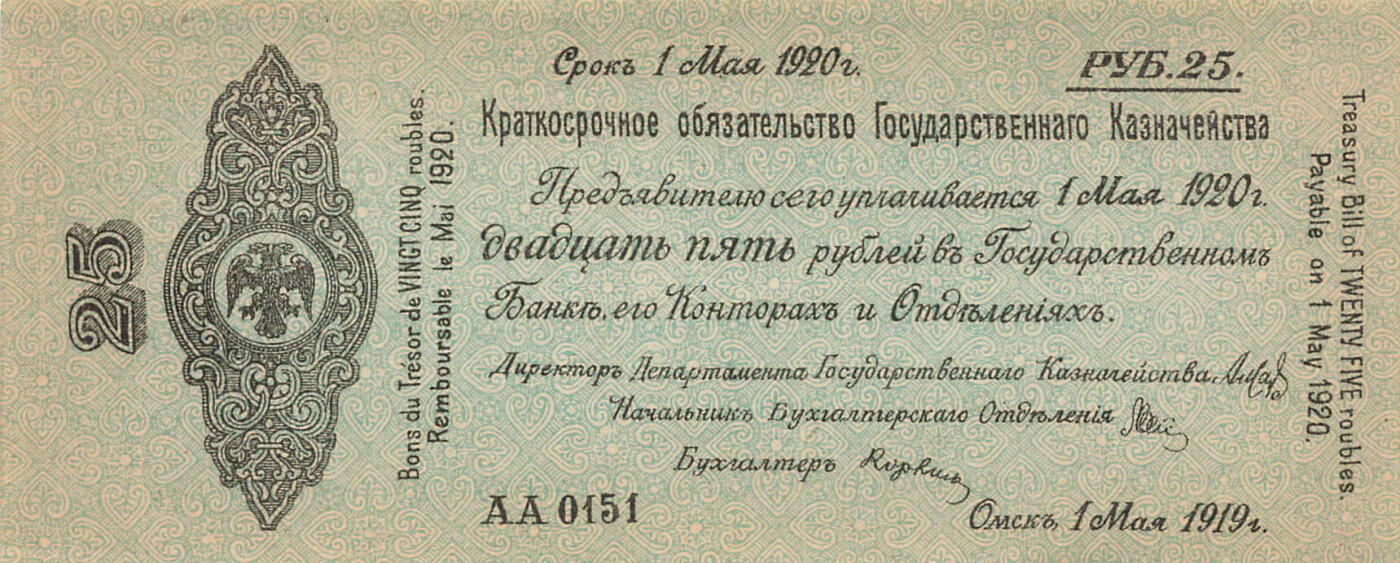 Срокъ 1 Мая 1920г.
РУБ.25.
Краткосрочное обязательство Государственнаго Казначейства
Предъявителю сего уплачивается 1 Мая 1920г.
двадцать пять рублей въ Государственномъ
Банкѣ, его Конторахъ и Отдѣленіяхъ.
Директоръ Департамента Государственнаго Казначейства
Начальникъ Бухгалтерскаго Отдѣленія
Бухгалтеръ
АА 0151
Омскъ, 1 Мая 1919г.
25
Bons du Trésor de VINGT CINQ roubles.
Remboursable le Mai 1920.
Treasury Bill of TWENTY FIVE roubles.
Payable on 1 May 1920.